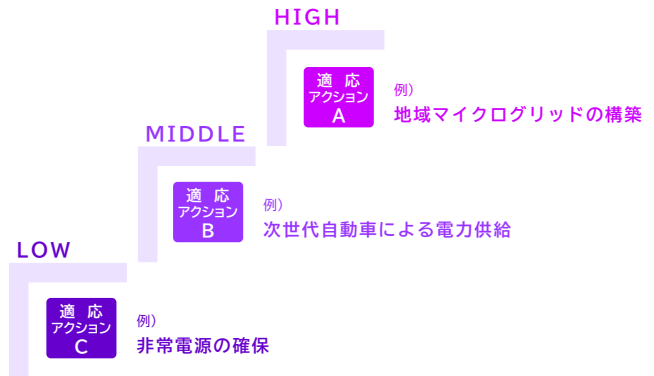 HIGH
適 応
アクション
A
例）
地域マイクログリッドの構築
MIDDLE
適 応
アクション
B
例）
次世代自動車による電力供給
LOW
適 応
アクション
C
例）
非常電源の確保